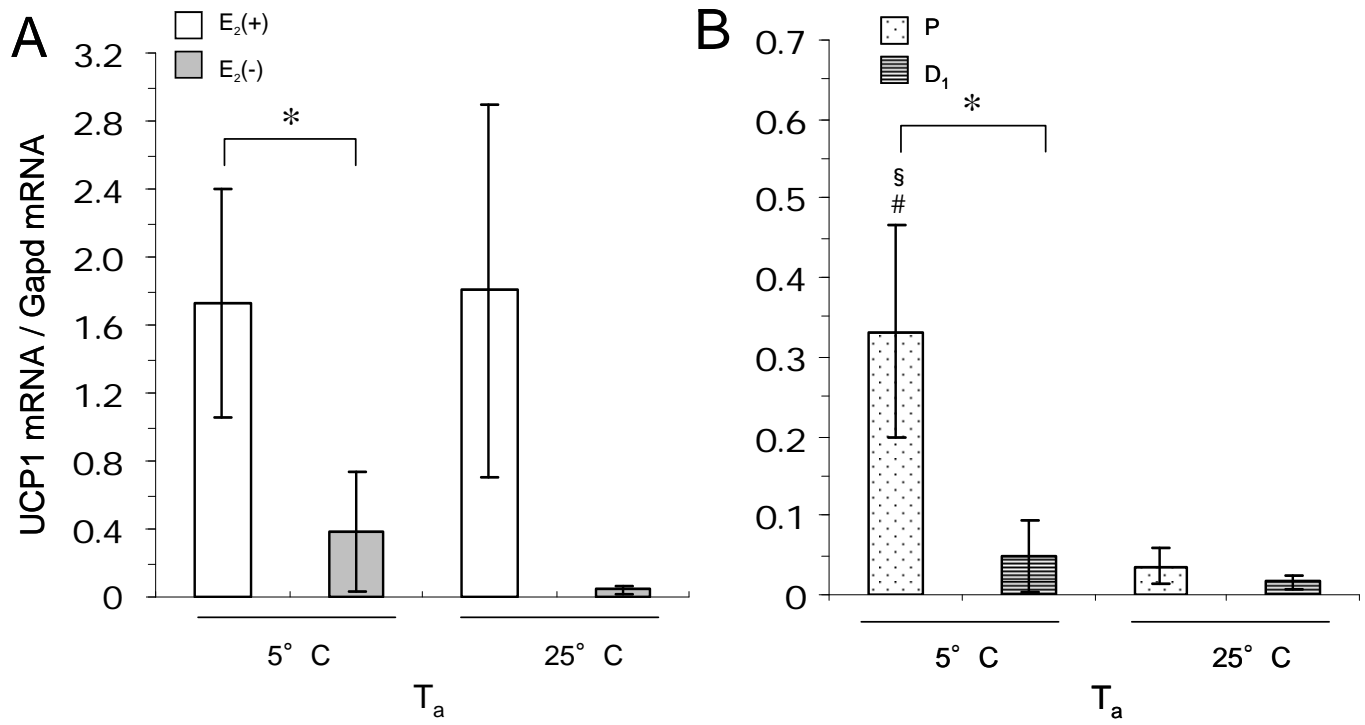 A
E₂(+)
E₂(-)
UCP1 mRNA / Gapd mRNA
3.2
2.8
2.4
2.0
1.6
1.2
0.8
0.4
0
*
5° C
25° C
Tₐ
B
P
D₁
0.7
0.6
0.5
0.4
0.3
0.2
0.1
0
*
§
#
5° C
25° C
Tₐ